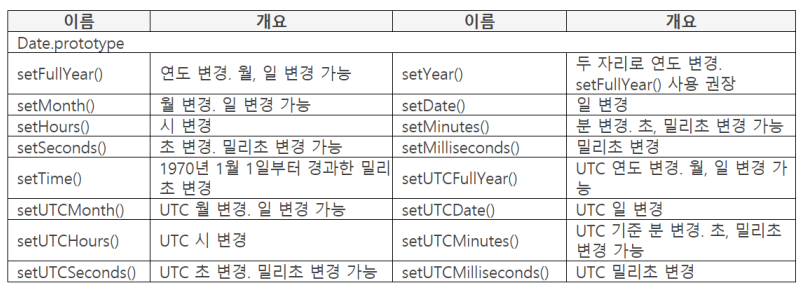 이름 개요 이름 개요
Date.prototype
setFullYear() 연도 변경. 월, 일 변경 가능 setYear() 두 자리로 연도 변경.
setFullYear() 사용 권장
setMonth() 월 변경. 일 변경 가능 setDate() 일 변경
setHours() 시 변경 setMinutes() 분 변경. 초, 밀리초 변경 가능
setSeconds() 초 변경. 밀리초 변경 가능 setMilliseconds() 밀리초 변경
setTime() 1970년 1월 1일부터 경과한 밀리
초 변경 setUTCFullYear() UTC 연도 변경. 월, 일 변경 가
능
setUTCMonth() UTC 월 변경. 일 변경 가능 setUTCDate() UTC 일 변경
setUTCHours() UTC 시 변경 setUTCMinutes() UTC 기준 분 변경. 초, 밀리초
변경 가능
setUTCSeconds() UTC 초 변경. 밀리초 변경 가능 setUTCMilliseconds() UTC 밀리초 변경